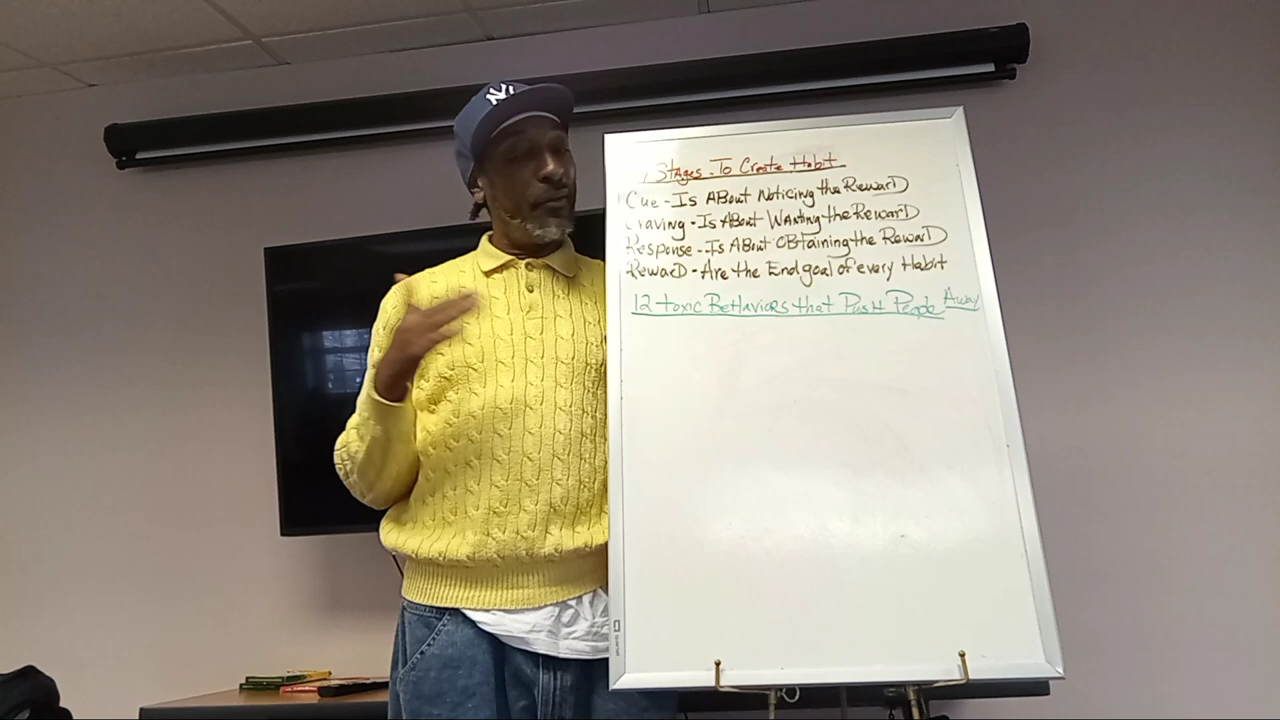 NY
Stages-To Create Habit
Cue-Is About Noticing the Reward
Craving-Is About Wanting the Reward
Response-Is About Obtaining the Reward
Reward-Are the End goal of every Habit
12 toxic Behaviors that Push People Away